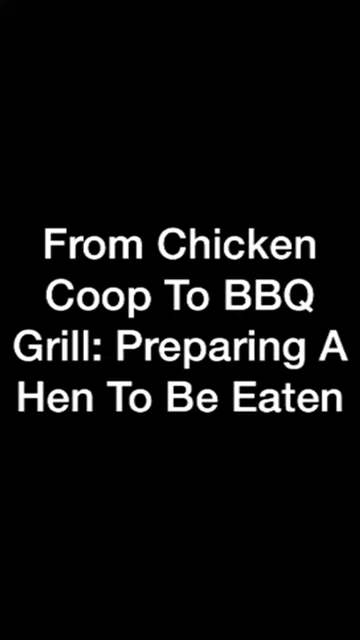 From Chicken
Coop To BBQ
Grill: Preparing A
Hen To Be Eaten